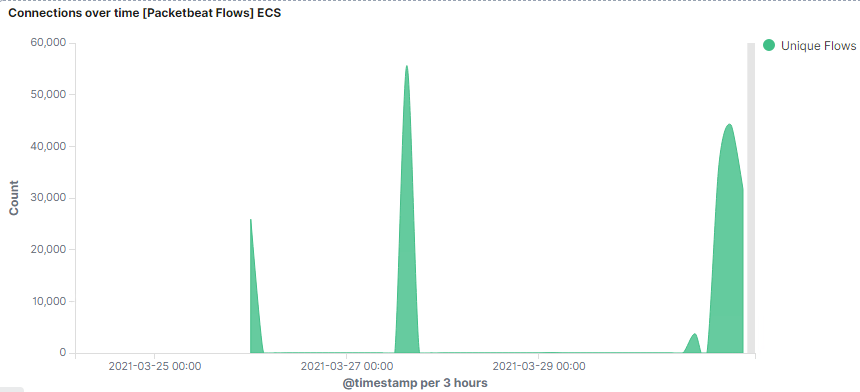 Connections over time [Packetbeat Flows] ECS
60,000
50,000
40,000
30,000
20,000
10,000
0
Count
2021-03-25 00:00
2021-03-27 00:00
2021-03-29 00:00
@timestamp per 3 hours
Unique Flows